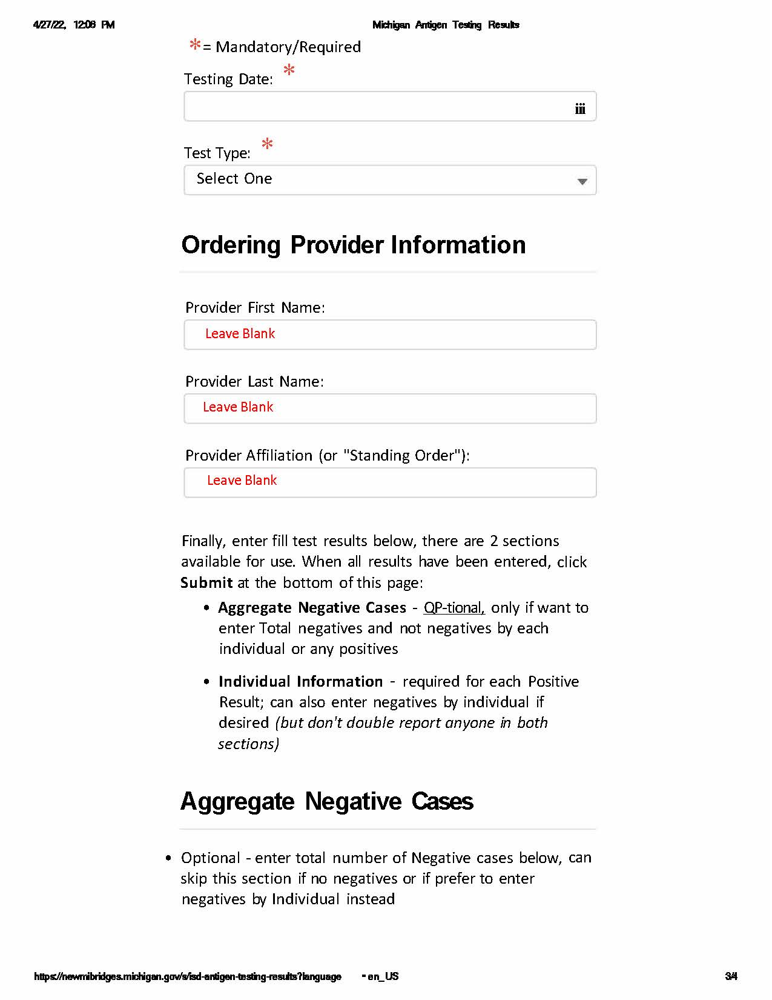 4/27/22, 12:06 PM Michigan Antigen Testing Results
*= Mandatory/Required
Testing Date: *
iii
Test Type: *
Select One
Ordering Provider Information
Provider First Name:
Leave Blank
Provider Last Name:
Leave Blank
Provider Affiliation (or "Standing Order"):
Leave Blank
Finally, enter fill test results below, there are 2 sections
available for use. When all results have been entered, click
Submit at the bottom of this page:
• Aggregate Negative Cases - QP-tional, only if want to
enter Total negatives and not negatives by each
individual or any positives
• Individual Information - required for each Positive
Result; can also enter negatives by individual if
desired (but don't double report anyone in both
sections)
Aggregate Negative Cases
• Optional - enter total number of Negative cases below, can
skip this section if no negatives or if prefer to enter
negatives by Individual instead
https://newmibridges.michigan.gov/s/isd-antigen-testing-results?language -en_US 3/4